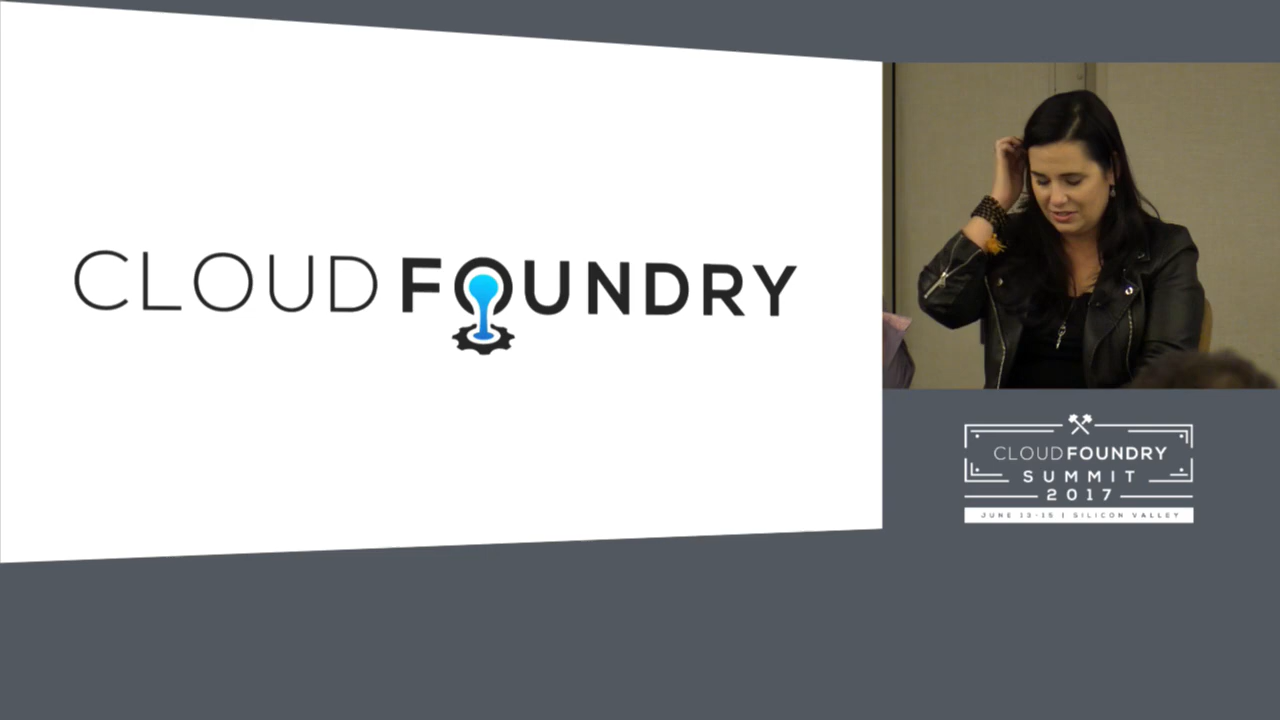 CLOUD FOUNDRY
CLOUD FOUNDRY
SUMMIT
2017
JUNE 13-15 | SILICON VALLEY